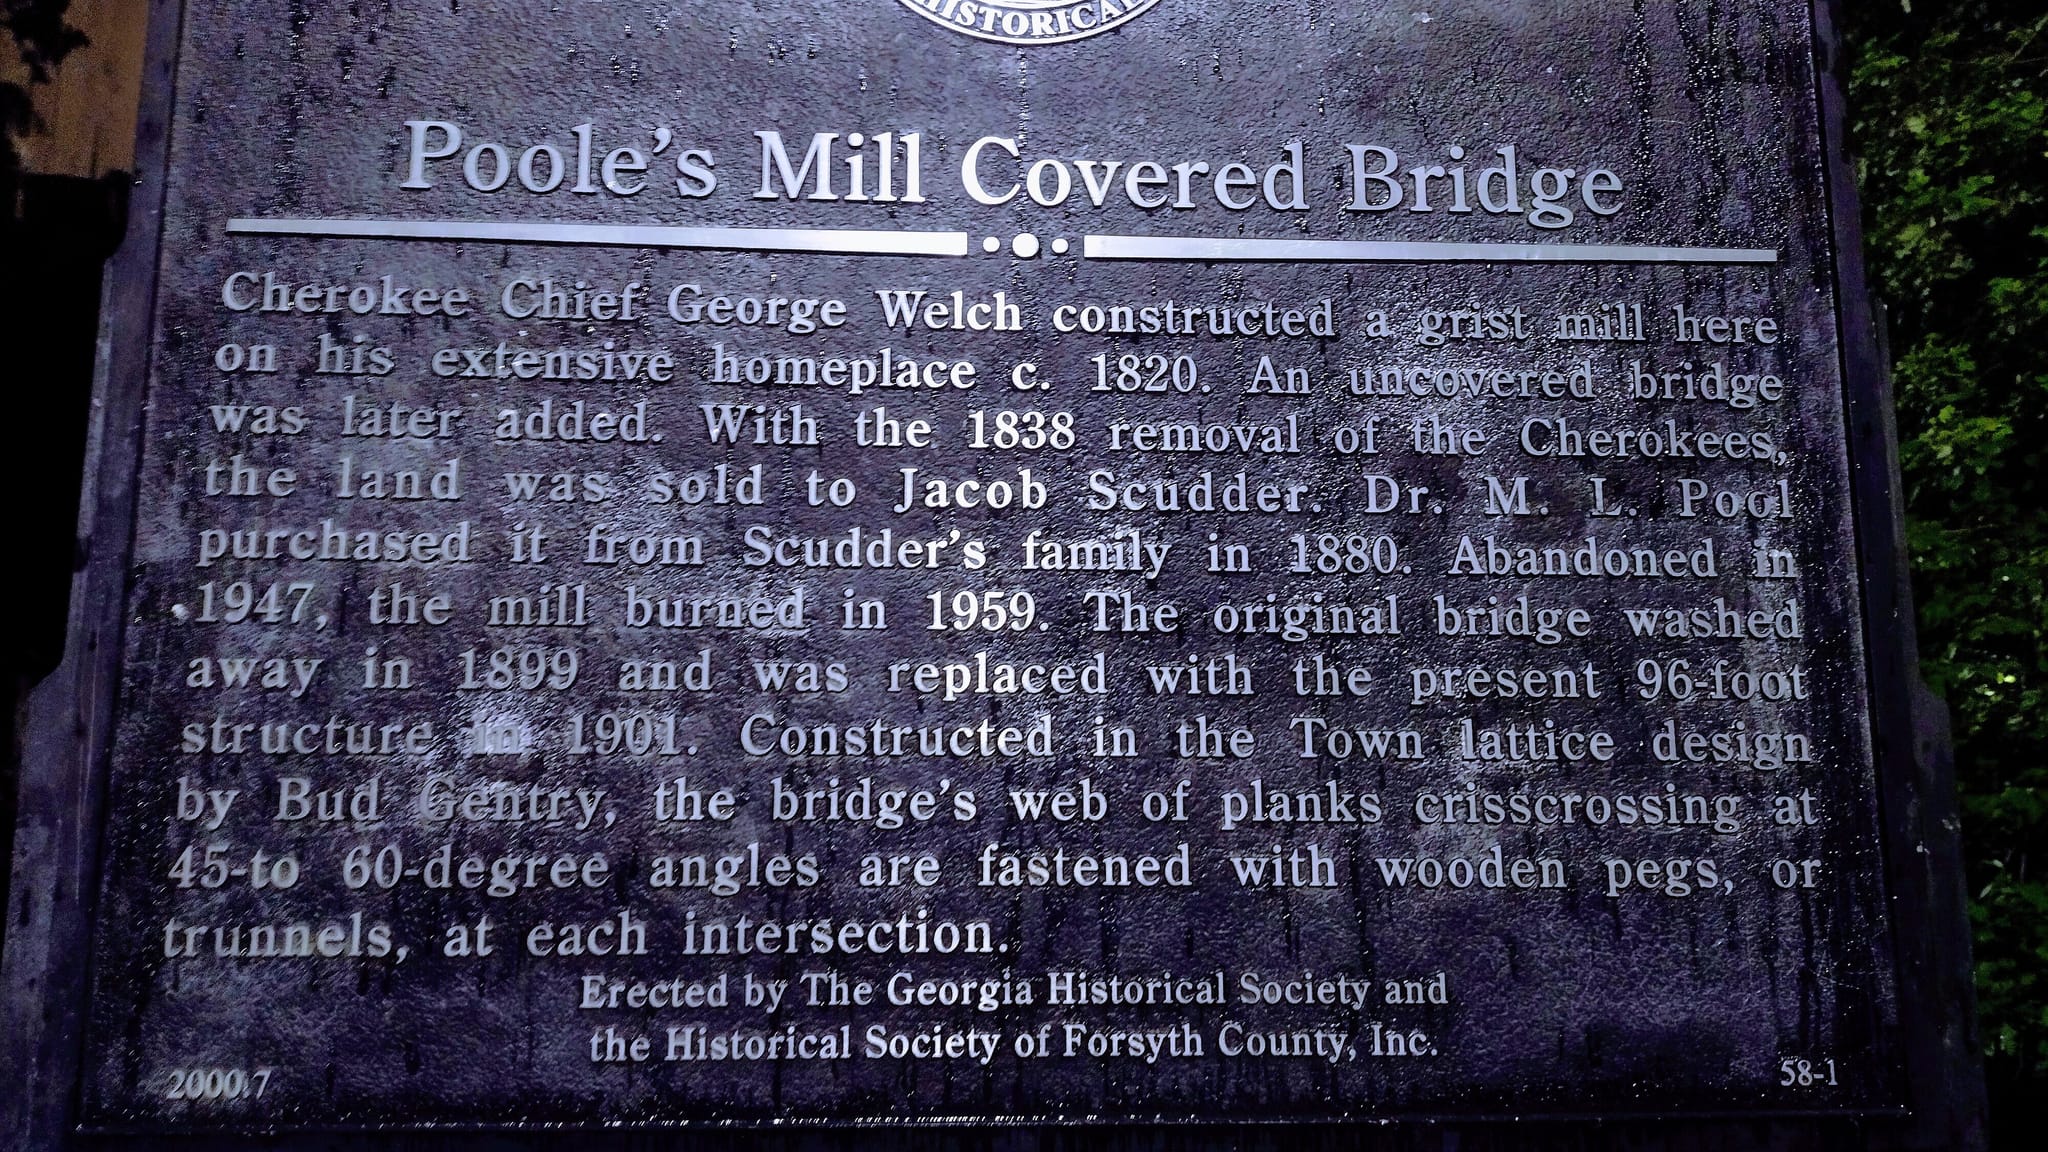 HISTORICAL
Poole's Mill Covered Bridge
Cherokee Chief George Welch constructed a grist mill here
on his extensive homeplace c. 1820. An uncovered bridge
was later added. With the 1838 removal of the Cherokees,
the land was sold to Jacob Scudder. Dr. M. L. Pool
purchased it from Scudder's family in 1880. Abandoned in
1947, the mill burned in 1959. The original bridge washed
away in 1899 and was replaced with the present 96-foot
structure in 1901. Constructed in the Town lattice design
by Bud Gentry, the bridge's web of planks crisscrossing at
45-to 60-degree angles are fastened with wooden pegs, or
trunnels, at each intersection.
Erected by The Georgia Historical Society and
the Historical Society of Forsyth County, Inc.
2000.7
58-1